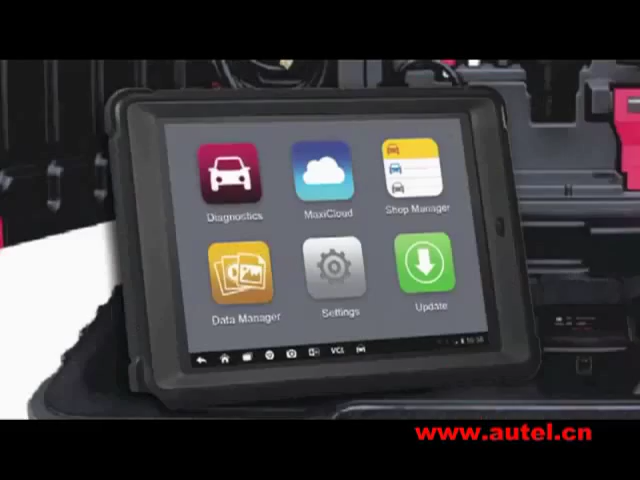 Diagnostics
MaxiCloud
Shop Manager
Data Manager
Settings
Update
VCI
www.autel.cn